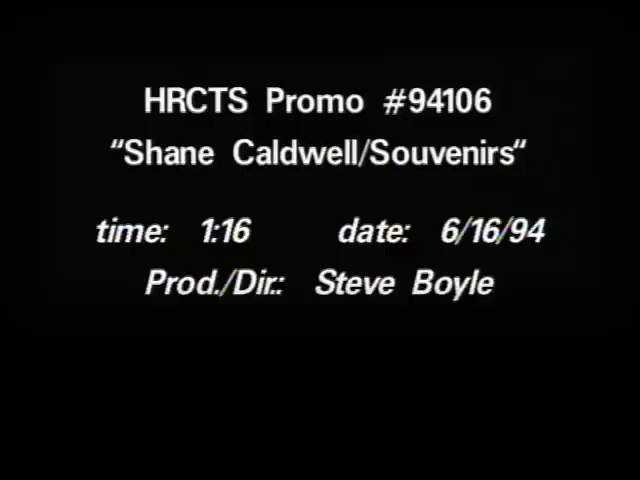 HRCTS Promo #94106
“Shane Caldwell/Souvenirs“
time: 1:16 date: 6/16/94
Prod./Dir.: Steve Boyle